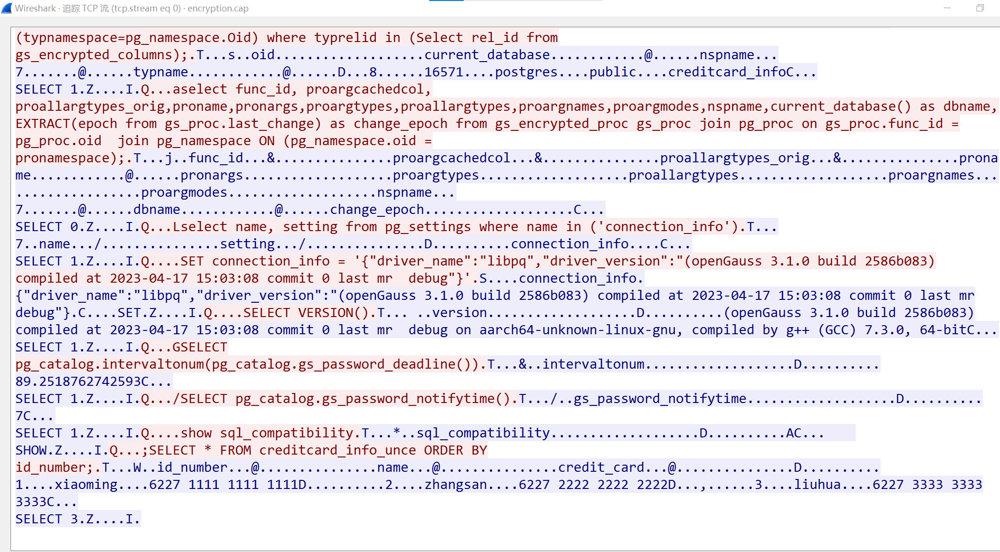 Wireshark · 追踪 TCP 流 (tcp.stream eq 0) · encryption.cap
(typnamespace=pg_namespace.Oid) where typrelid in (Select rel_id from
gs_encrypted_columns);.T...s..oid...................current_database............@......nspname...
7.......@......typname............@......D...8......16571....postgres....public....creditcard_infoC...
SELECT 1.Z....I.Q...aselect func_id, proargcachedcol,
proallargtypes_orig,proname,pronargs,proargtypes,proallargtypes,proargnames,proargmodes,nspname,current_database() as dbname,
EXTRACT(epoch from gs_proc.last_change) as change_epoch from gs_encrypted_proc gs_proc join pg_proc on gs_proc.func_id =
pg_proc.oid  join pg_namespace ON (pg_namespace.oid =
pronamespace);.T...j..func_id...&...............proargcachedcol...&...............proallargtypes_orig...&...............prona
me............@......pronargs...................proargtypes...................proallargtypes...................proargnames...
................proargmodes...................nspname...
7.......@......dbname............@......change_epoch...................C...
SELECT 0.Z....I.Q...Lselect name, setting from pg_settings where name in ('connection_info').T...
7..name.../...............setting.../...............D..........connection_info....C...
SELECT 1.Z....I.Q....SET connection_info = '{"driver_name":"libpq","driver_version":"(openGauss 3.1.0 build 2586b083)
compiled at 2023-04-17 15:03:08 commit 0 last mr  debug"}'.S....connection_info.
{"driver_name":"libpq","driver_version":"(openGauss 3.1.0 build 2586b083) compiled at 2023-04-17 15:03:08 commit 0 last mr
debug"}.C....SET.Z....I.Q....SELECT VERSION().T... ..version...................D..........(openGauss 3.1.0 build 2586b083)
compiled at 2023-04-17 15:03:08 commit 0 last mr  debug on aarch64-unknown-linux-gnu, compiled by g++ (GCC) 7.3.0, 64-bitC...
SELECT 1.Z....I.Q...GSELECT
pg_catalog.intervaltonum(pg_catalog.gs_password_deadline()).T...&..intervaltonum...................D..........
89.2518762742593C...
SELECT 1.Z....I.Q.../SELECT pg_catalog.gs_password_notifytime().T.../..gs_password_notifytime...................D..........
7C...
SELECT 1.Z....I.Q....show sql_compatibility.T...*..sql_compatibility...................D..........AC...
SHOW.Z....I.Q...;SELECT * FROM creditcard_info_unce ORDER BY
id_number;.T...W..id_number...@...............name...@...............credit_card...@...............D..........
1....xiaoming....6227 1111 1111 1111D..........2....zhangsan....6227 2222 2222 2222D...,......3....liuhua....6227 3333 3333
3333C...
SELECT 3.Z....I.